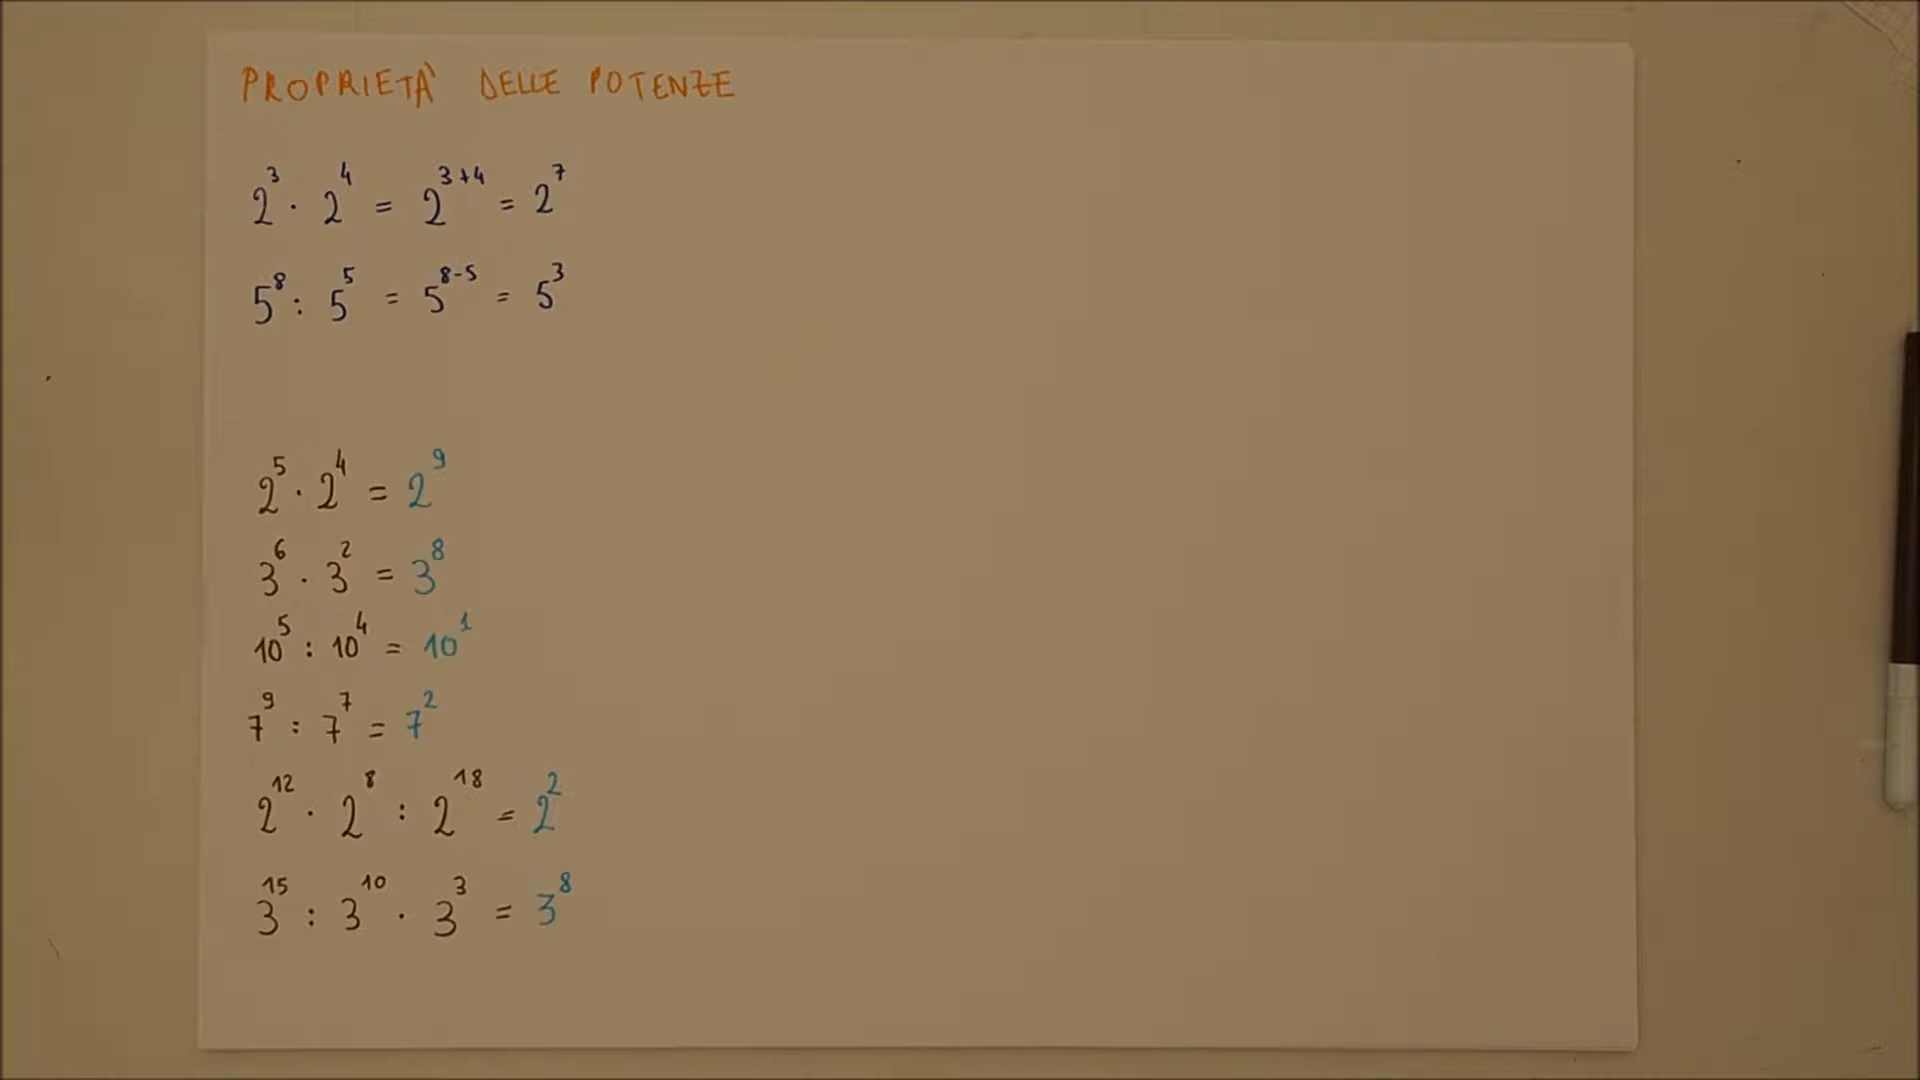 PROPRIETÀ DELLE POTENZE
2³ · 2⁴ = 2³⁺⁴ = 2⁷
5⁸ : 5⁵ = 5⁸⁻⁵ = 5³
2⁵ · 2⁴ = 2⁹
3⁶ · 3² = 3⁸
10⁵ : 10⁴ = 10¹
7⁹ : 7⁷ = 7²
2¹² · 2⁸ : 2¹⁸ = 2²
3¹⁵ : 3¹⁰ · 3³ = 3⁸